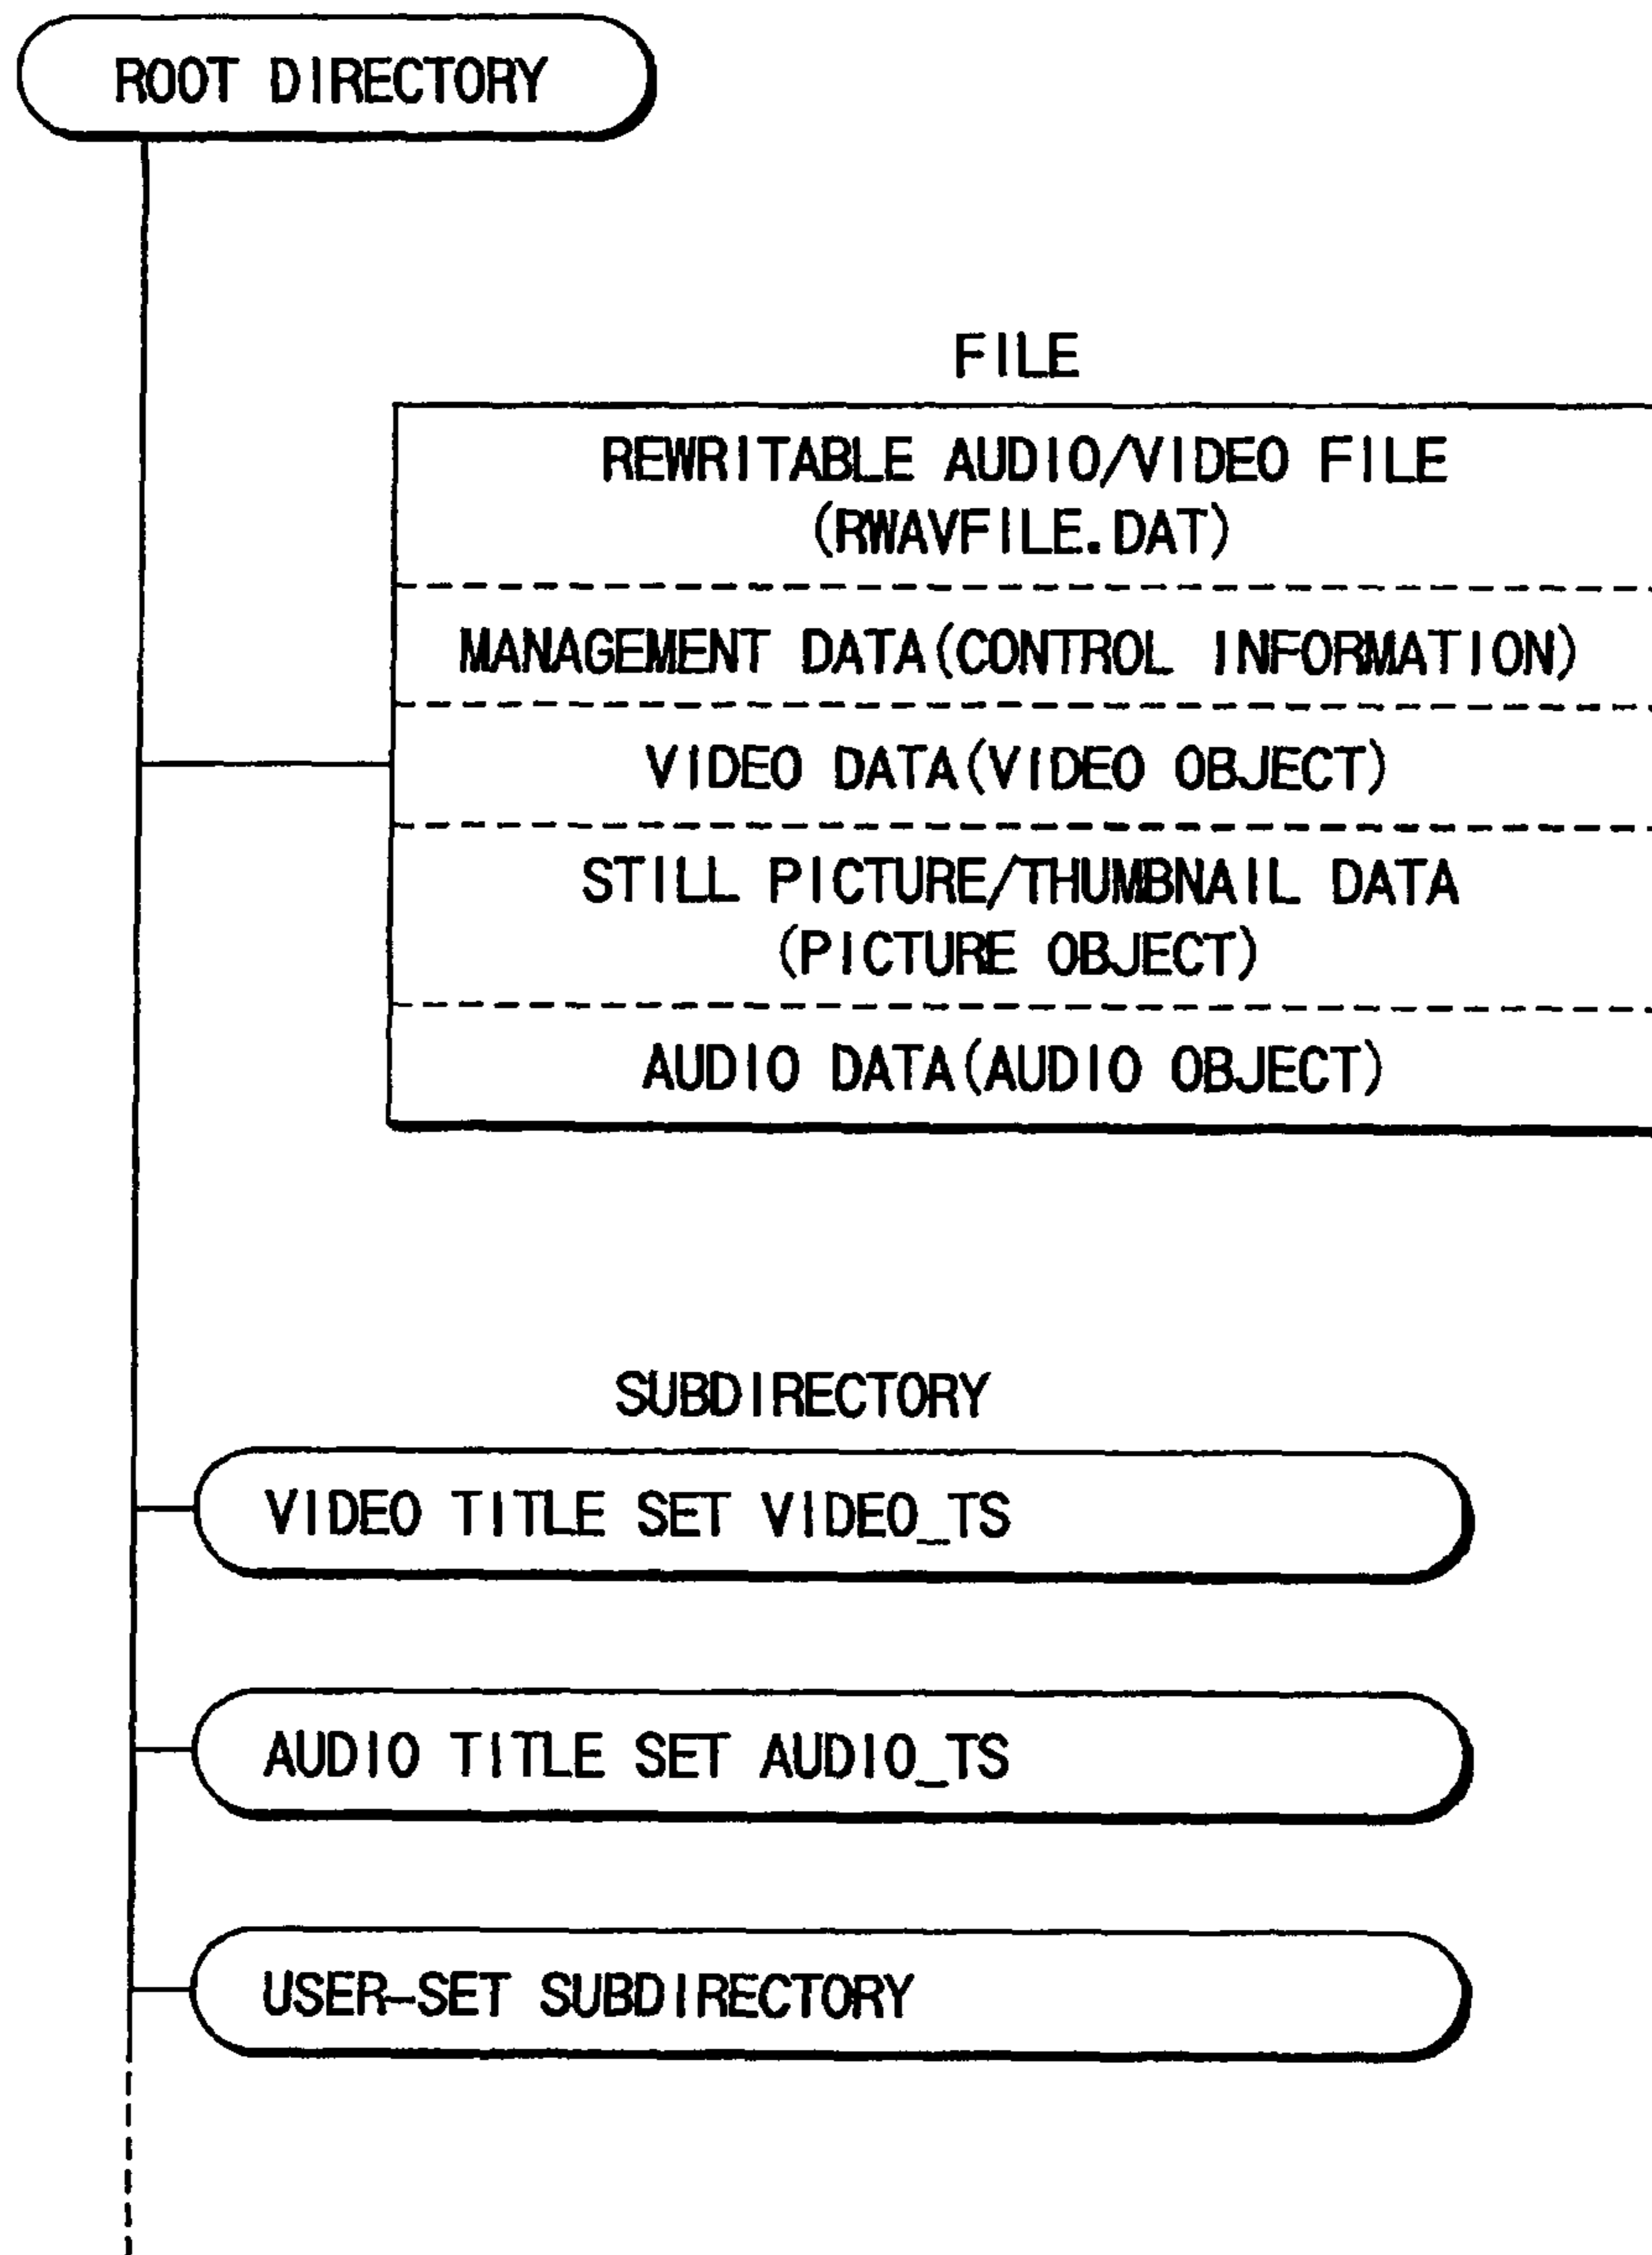 ROOT DIRECTORY
FILE
REWRITABLE AUDIO/VIDEO FILE
(RWAVFILE.DAT)
MANAGEMENT DATA(CONTROL INFORMATION)
VIDEO DATA(VIDEO OBJECT)
STILL PICTURE/THUMBNAIL DATA
(PICTURE OBJECT)
AUDIO DATA(AUDIO OBJECT)
SUBDIRECTORY
VIDEO TITLE SET VIDEO_TS
AUDIO TITLE SET AUDIO_TS
USER-SET SUBDIRECTORY